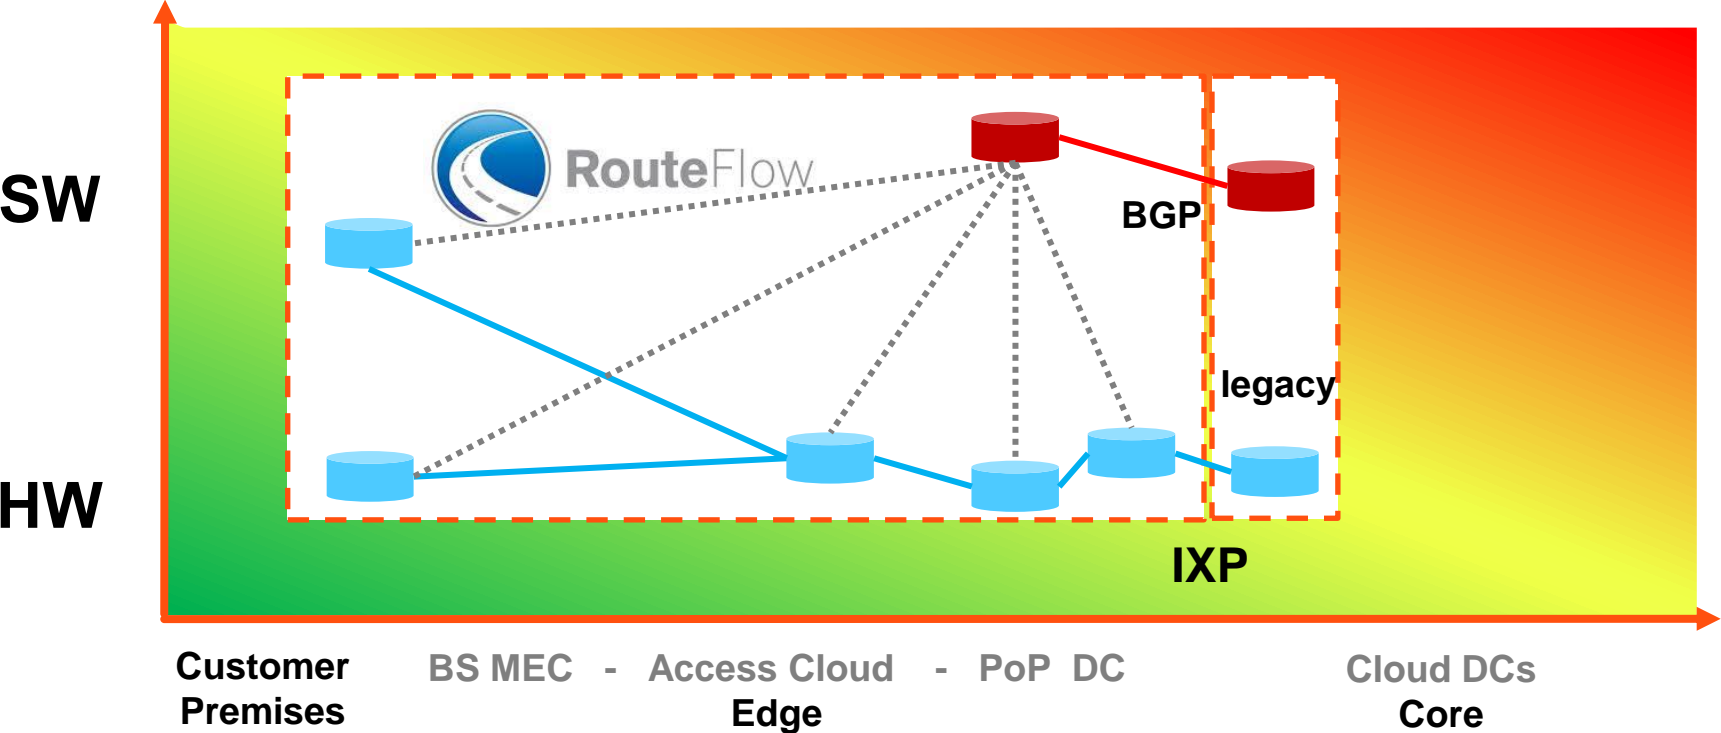 RouteFlow
SW
BGP
legacy
HW
IXP
Customer
Premises
BS MEC - Access Cloud - PoP DC
Edge
Cloud DCs
Core